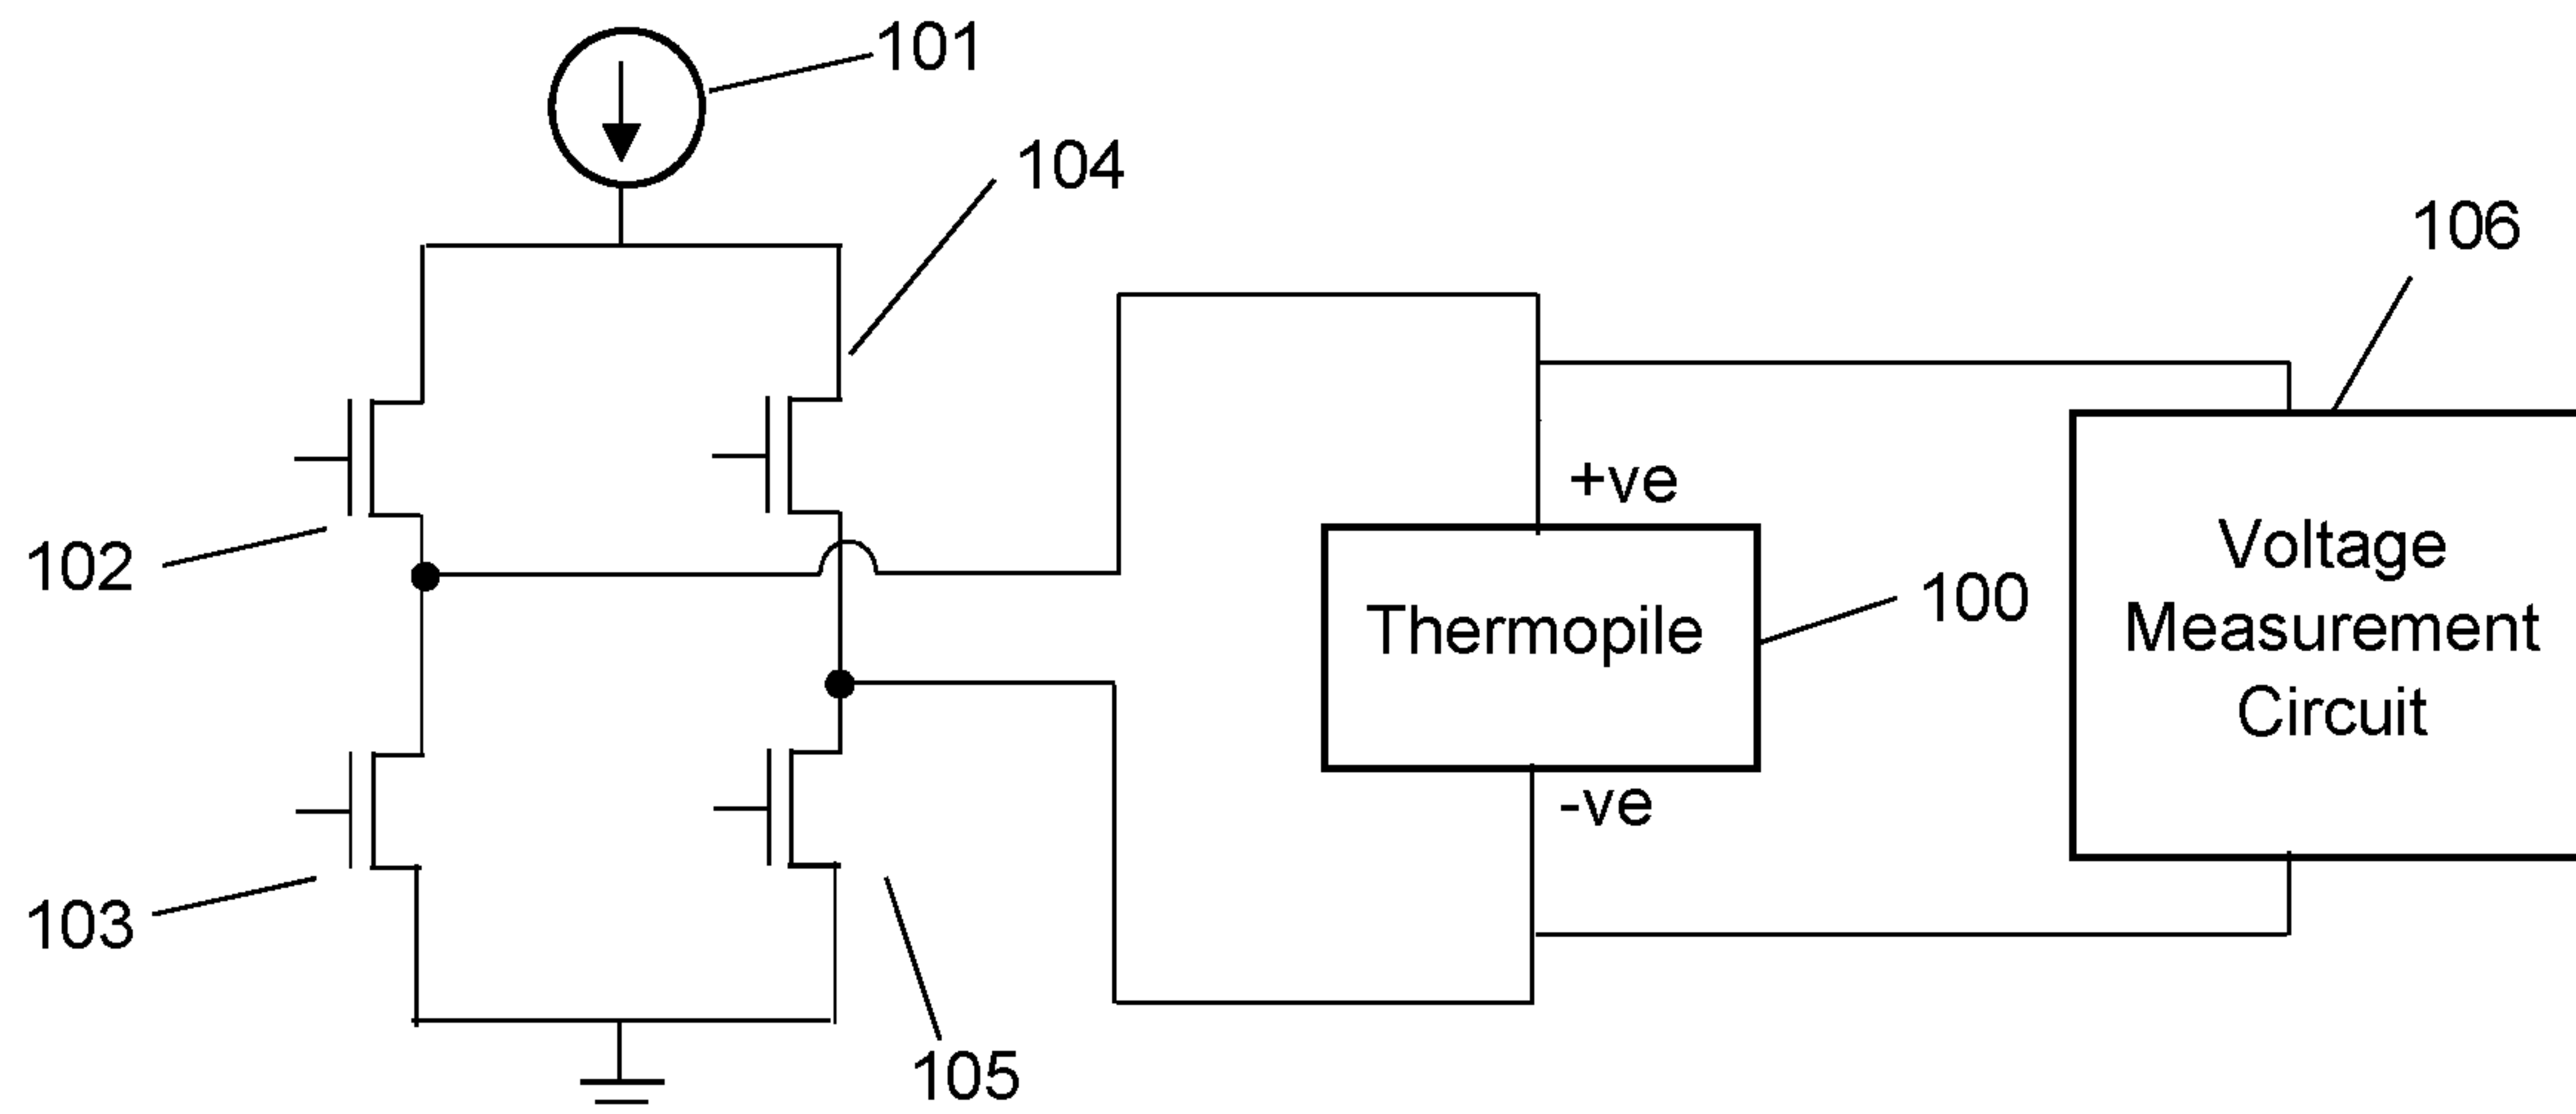 101
104
106
+ve
102
Thermopile
100
Voltage
Measurement
Circuit
-ve
103
105